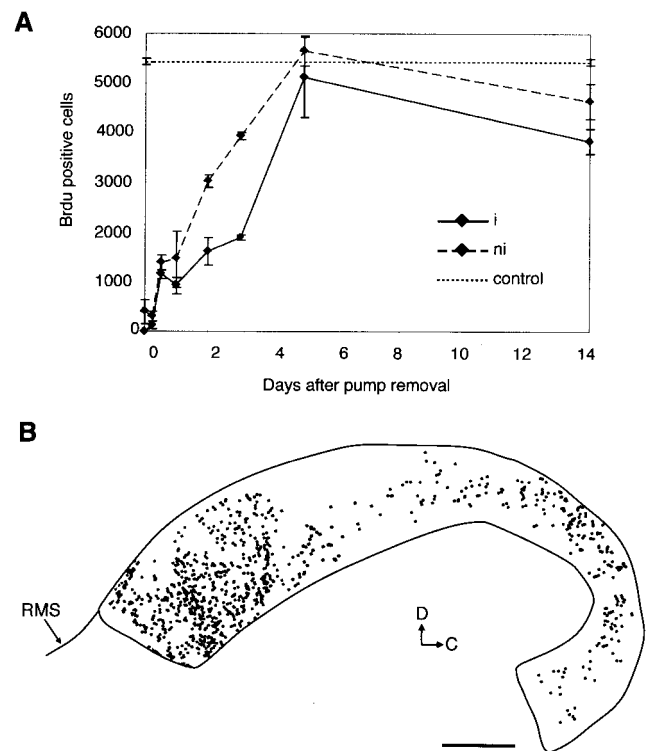 A
6000
5000
4000
3000
2000
1000
0
Brdu positive cells
i
ni
control
0 2 4 6 8 10 12 14
Days after pump removal
B
RMS
D
C